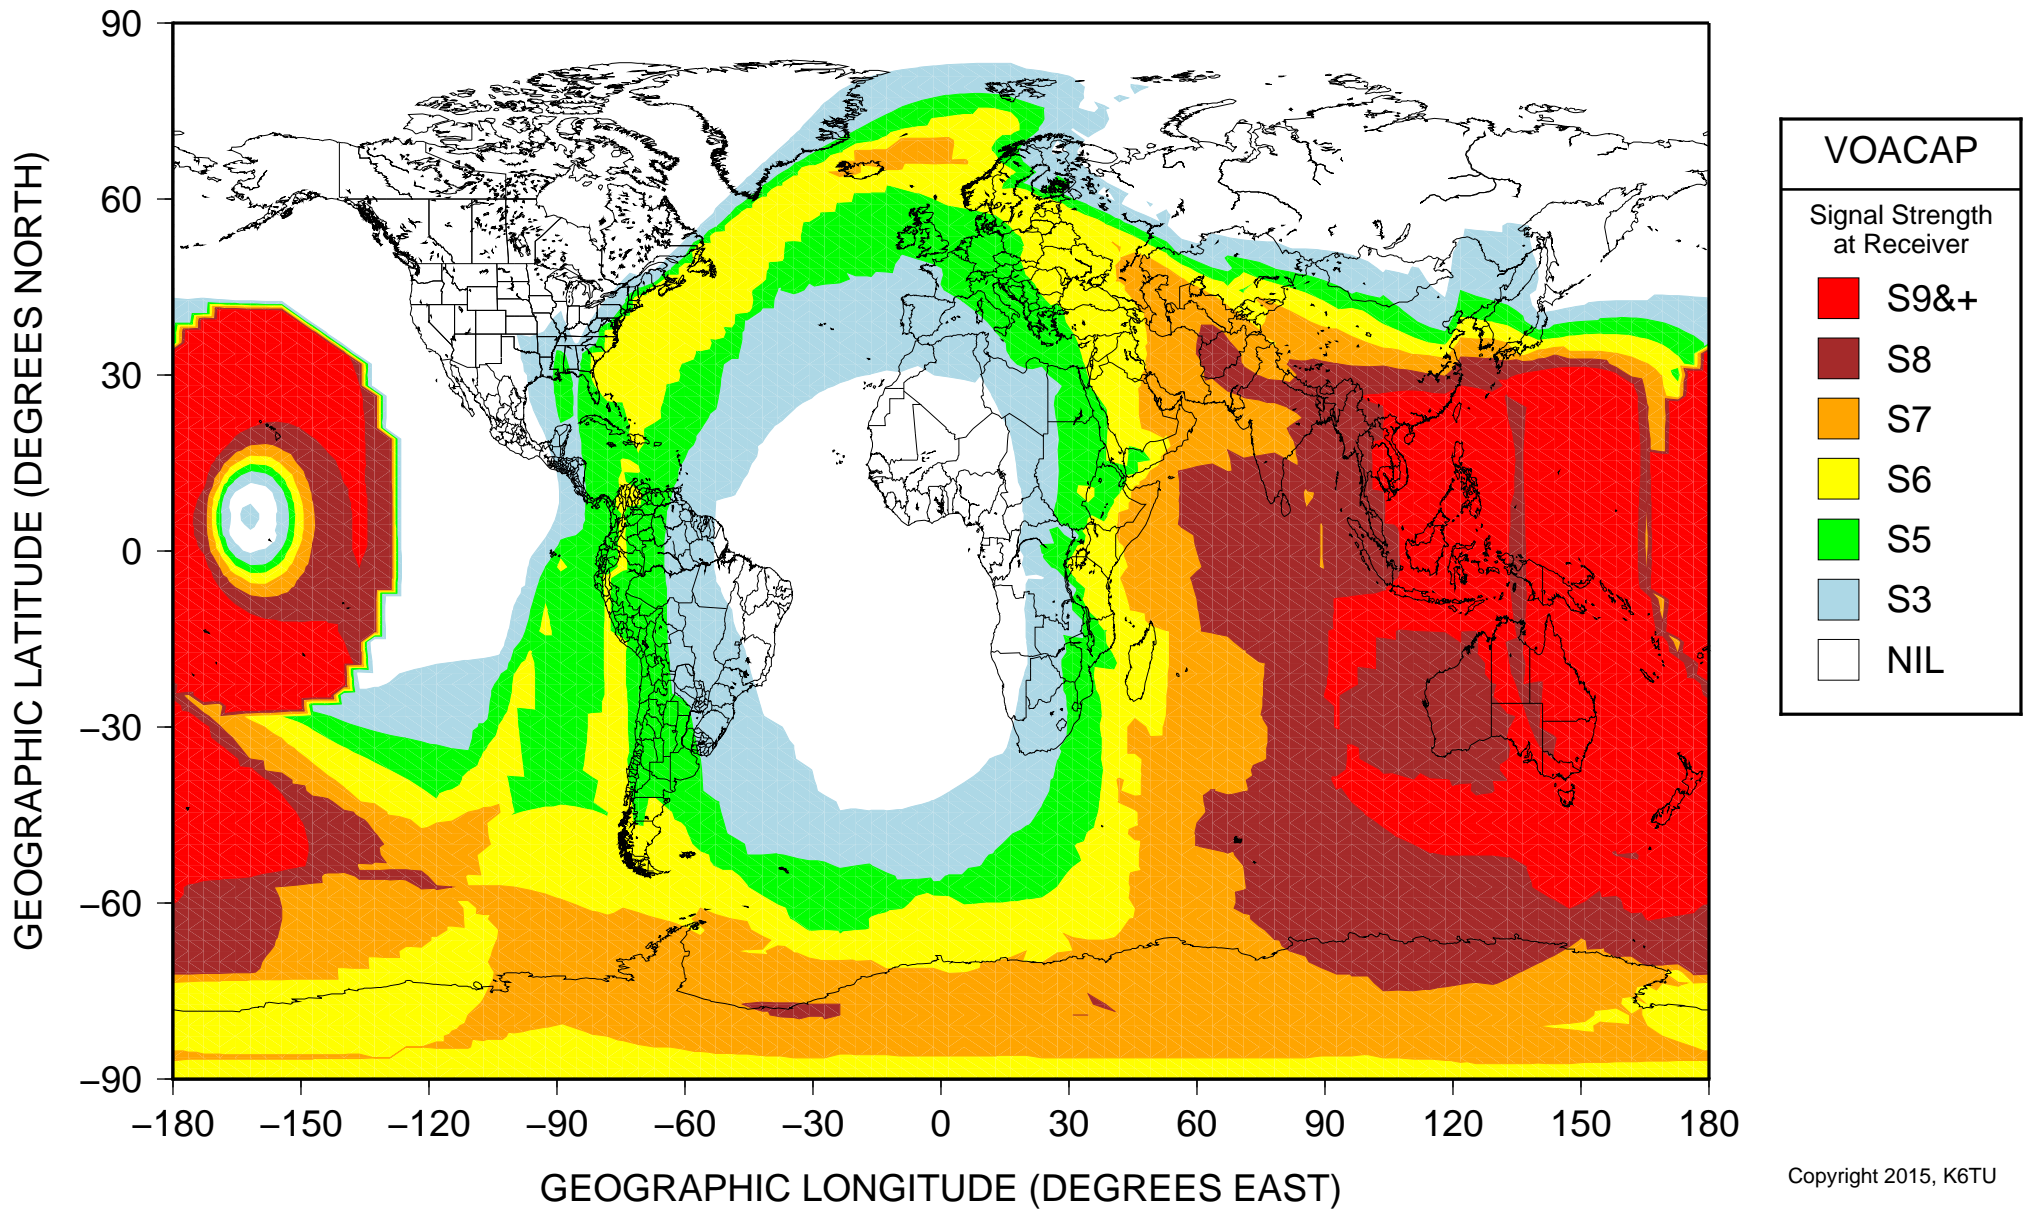 90
60
30
0
−30
−60
−90
GEOGRAPHIC LATITUDE (DEGREES NORTH)
−180 −150 −120 −90 −60 −30 0 30 60 90 120 150 180
GEOGRAPHIC LONGITUDE (DEGREES EAST)
VOACAP
Signal Strength
at Receiver
S9&+
S8
S7
S6
S5
S3
NIL
Copyright 2015, K6TU